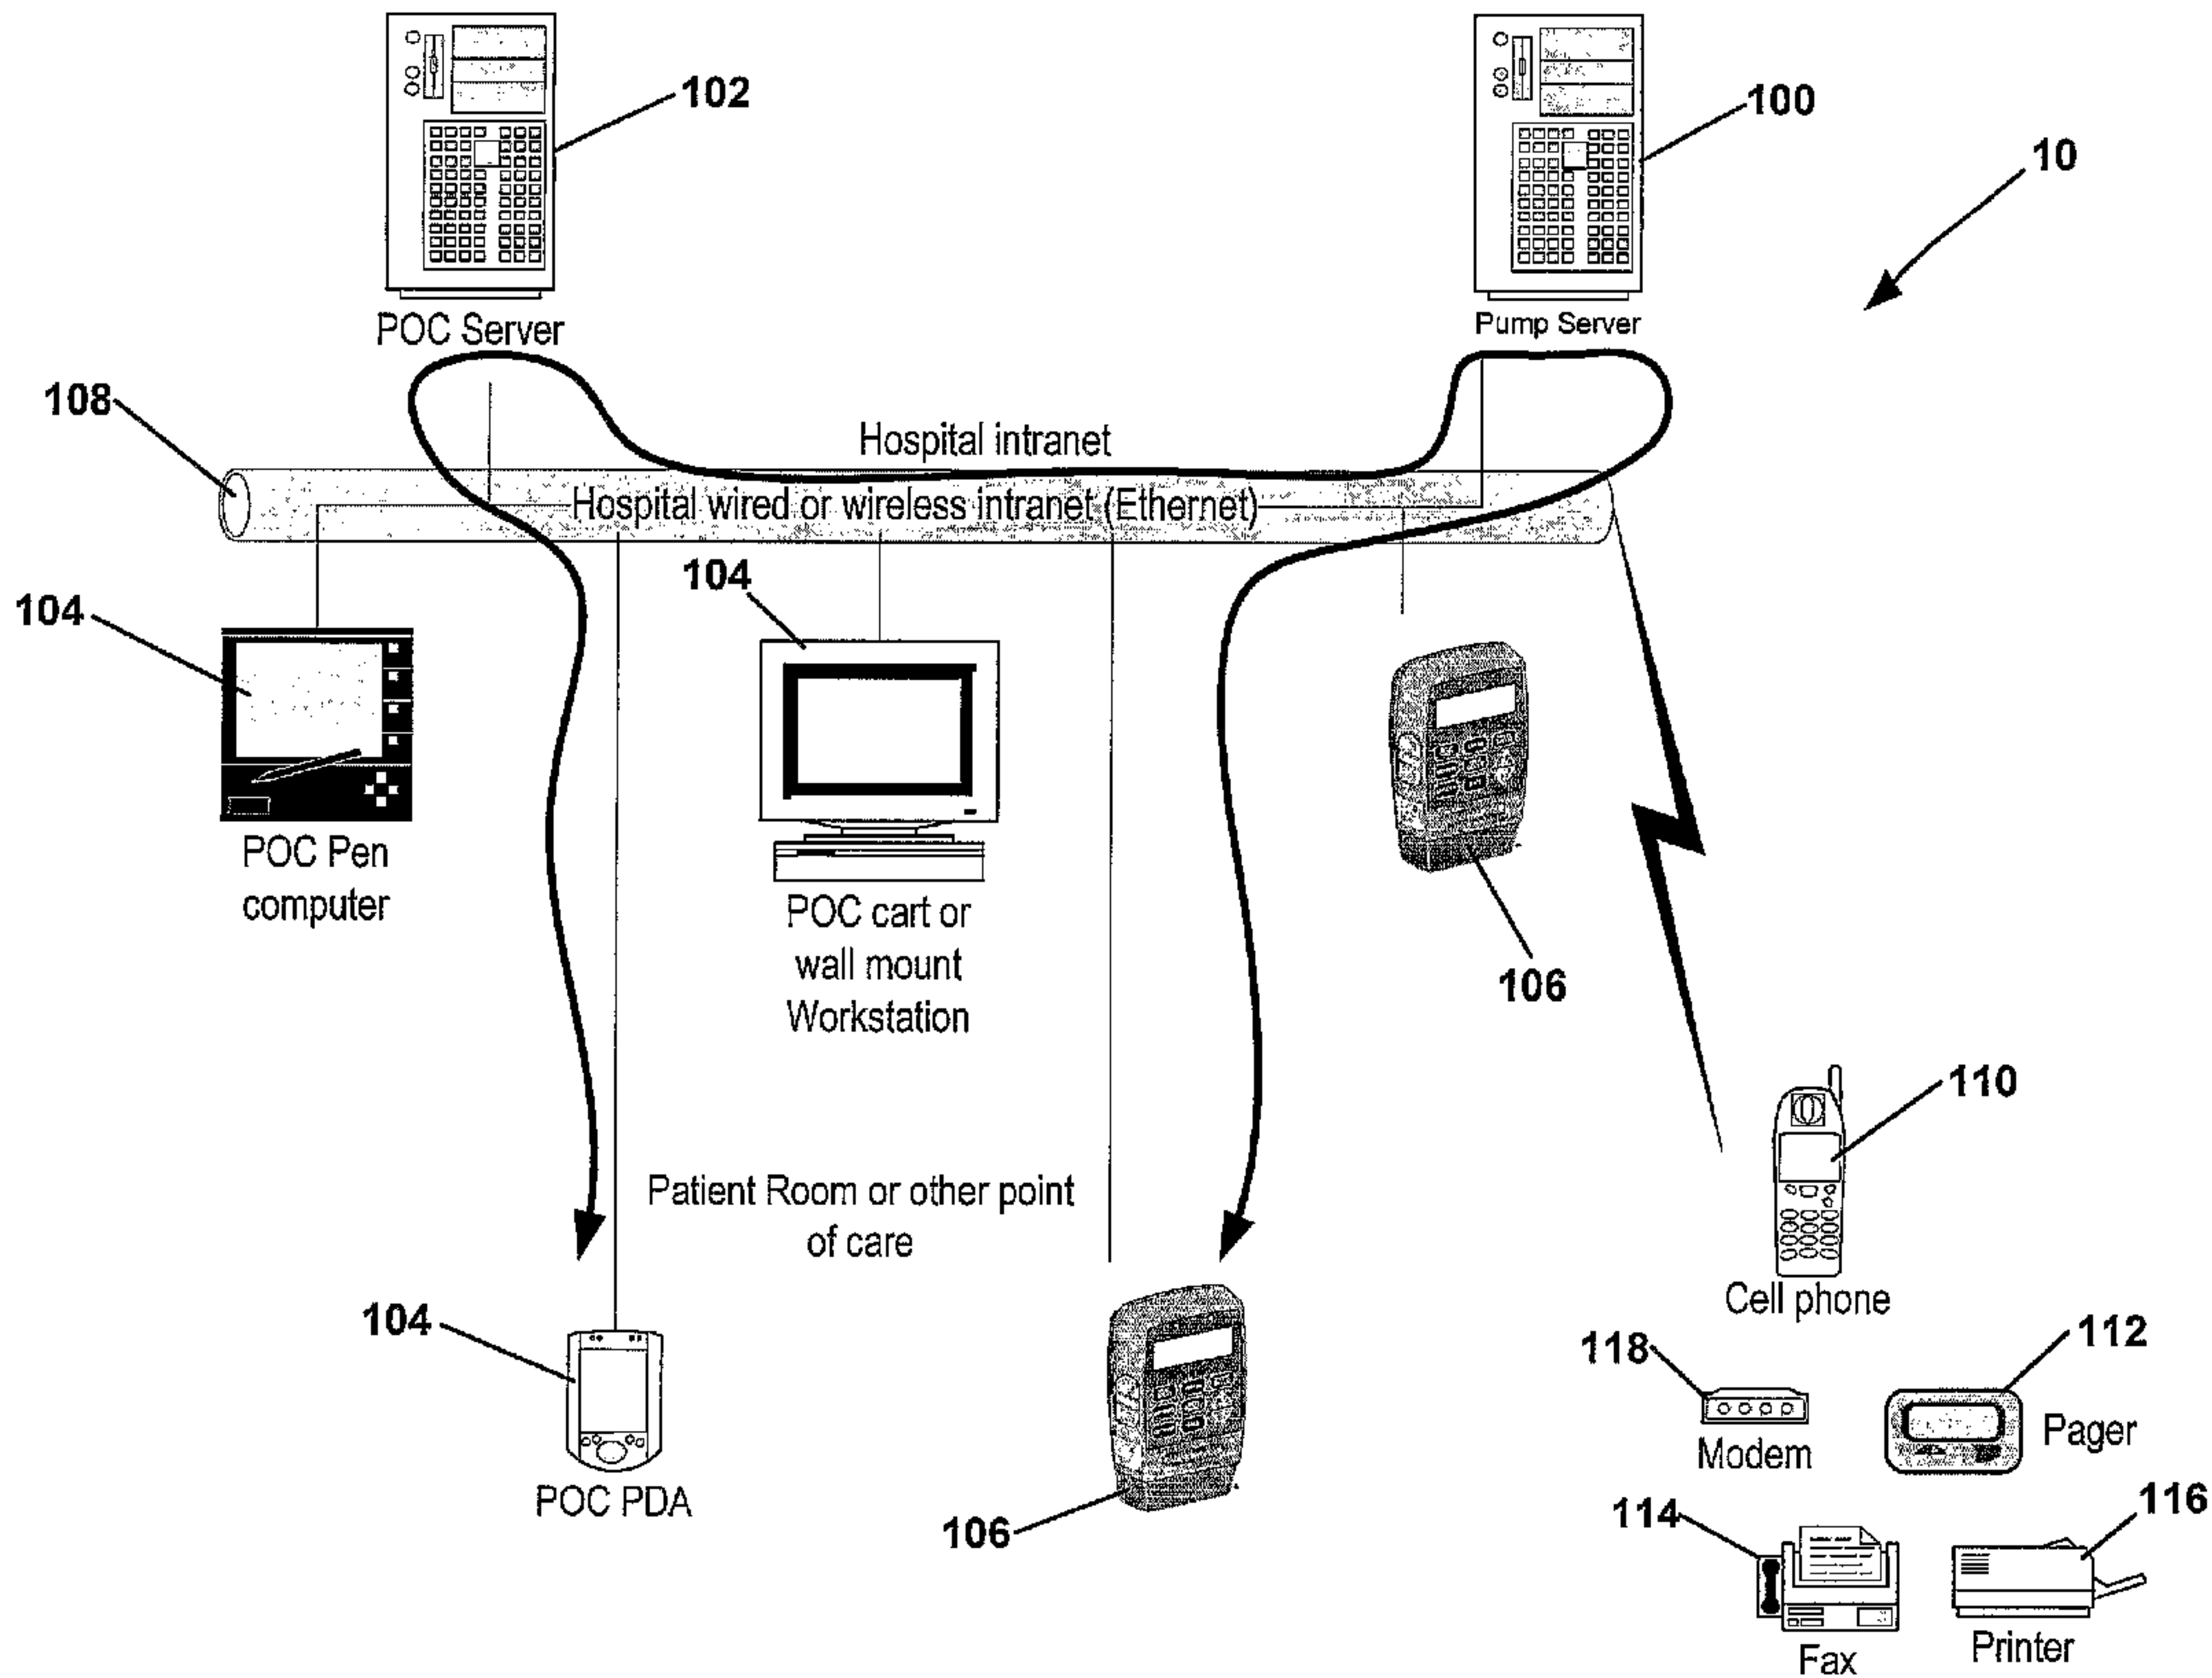 102
100
10
POC Server
Pump Server
108
Hospital intranet
Hospital wired or wireless intranet (Ethernet)
104
104
POC Pen
computer
POC cart or
wall mount
Workstation
106
110
Patient Room or other point
of care
Cell phone
104
118
112
Modem
Pager
POC PDA
106
114
116
Fax
Printer